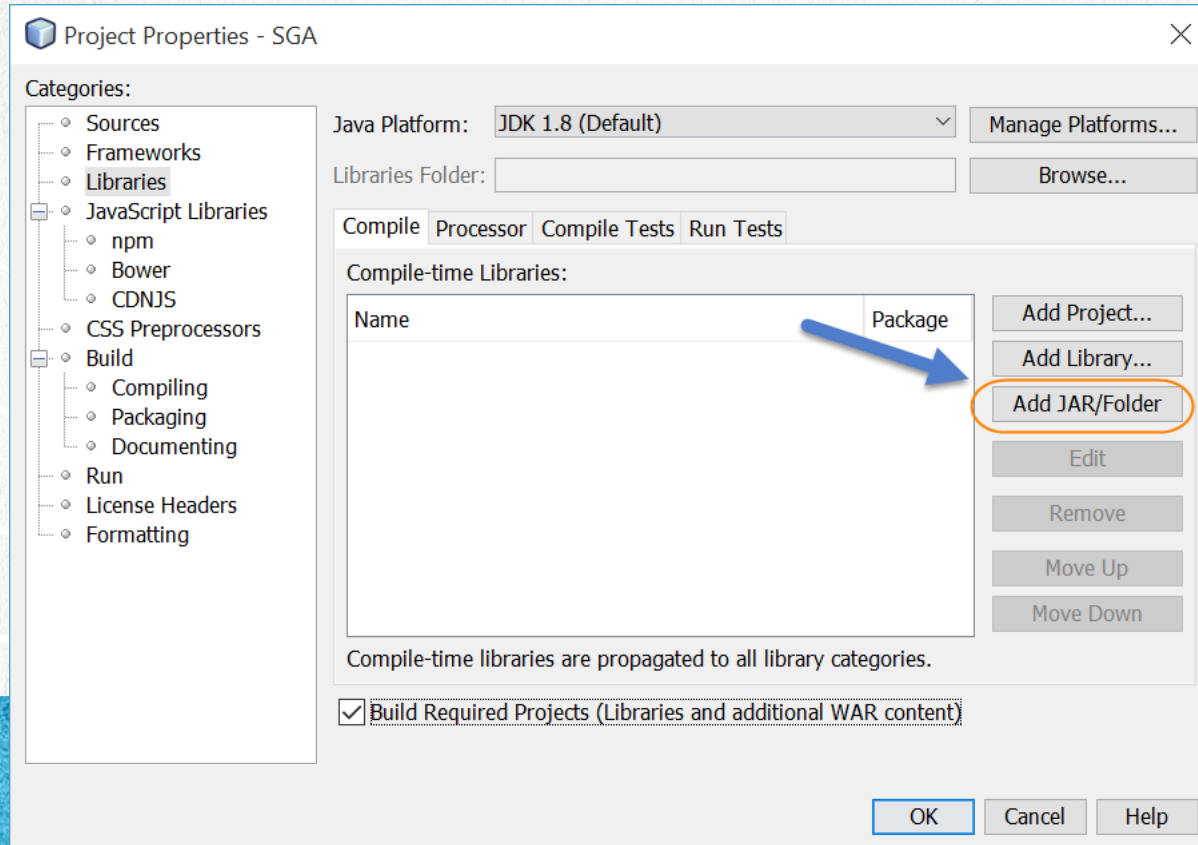 Project Properties - SGA
Categories:
Sources
Frameworks
Libraries
JavaScript Libraries
npm
Bower
CDNJS
CSS Preprocessors
Build
Compiling
Packaging
Documenting
Run
License Headers
Formatting
Java Platform: JDK 1.8 (Default) Manage Platforms...
Libraries Folder: Browse...
Compile Processor Compile Tests Run Tests
Compile-time Libraries:
Name Package
Add Project...
Add Library...
Add JAR/Folder
Edit
Remove
Move Up
Move Down
Compile-time libraries are propagated to all library categories.
Build Required Projects (Libraries and additional WAR content)
OK Cancel Help